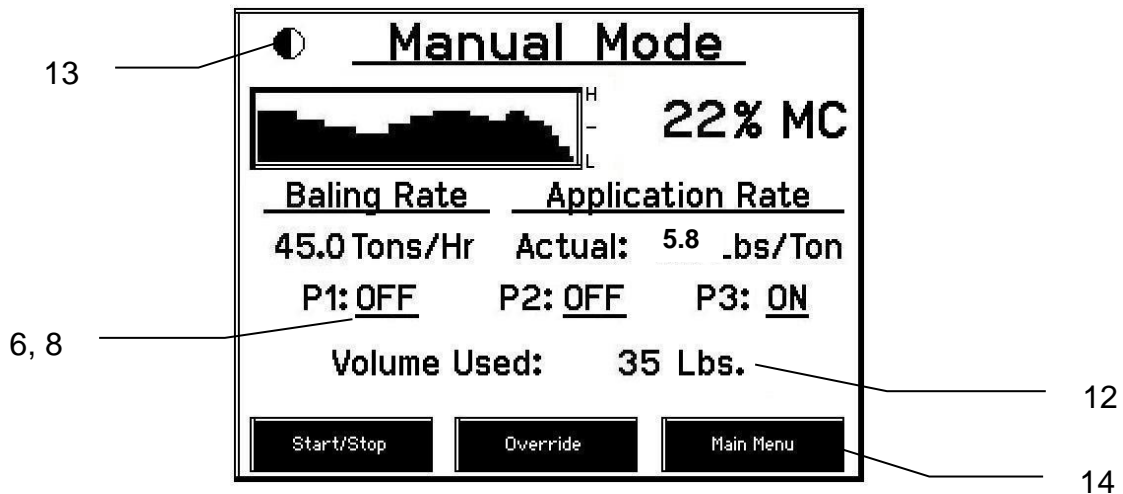 13
Manual Mode
H
–
L
22% MC
Baling Rate
Application Rate
45.0 Tons/Hr
Actual: 5.8 .bs/Ton
P1: OFF
P2: OFF
P3: ON
6, 8
Volume Used: 35 Lbs.
12
Start/Stop
Override
Main Menu
14